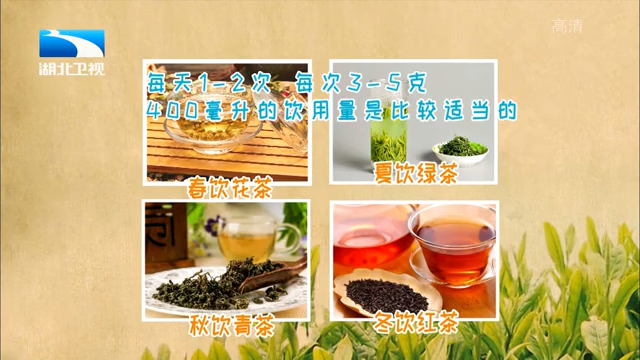 湖北卫视
高清
每天1-2次 每次3-5克
400毫升的饮用量是比较适当的
春饮花茶
夏饮绿茶
秋饮青茶
冬饮红茶